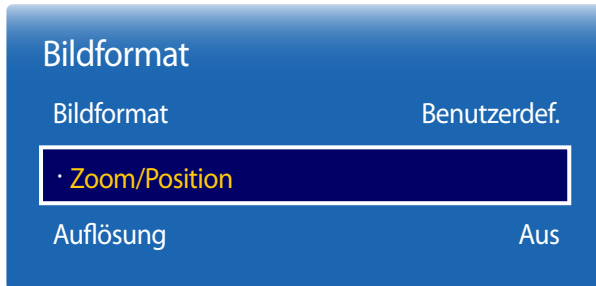 Bildformat
Bildformat Benutzerdef.
· Zoom/Position
Auflösung Aus